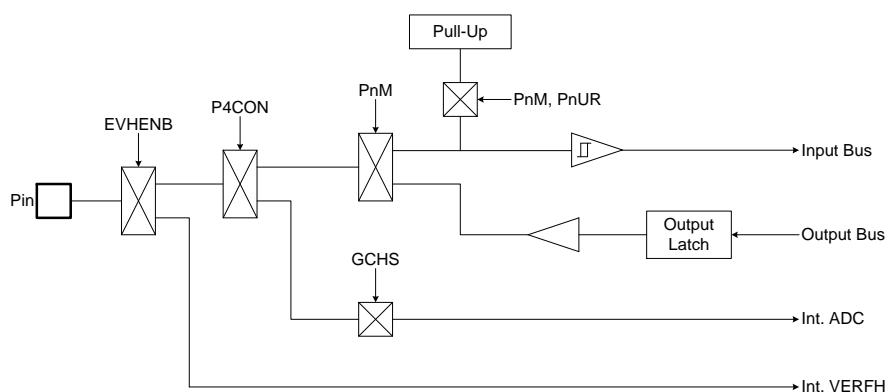 Pull-Up
PnM
PnM, PnUR
P4CON
EVHENB
Input Bus
Pin
Output
Latch
Output Bus
GCHS
Int. ADC
Int. VERFH